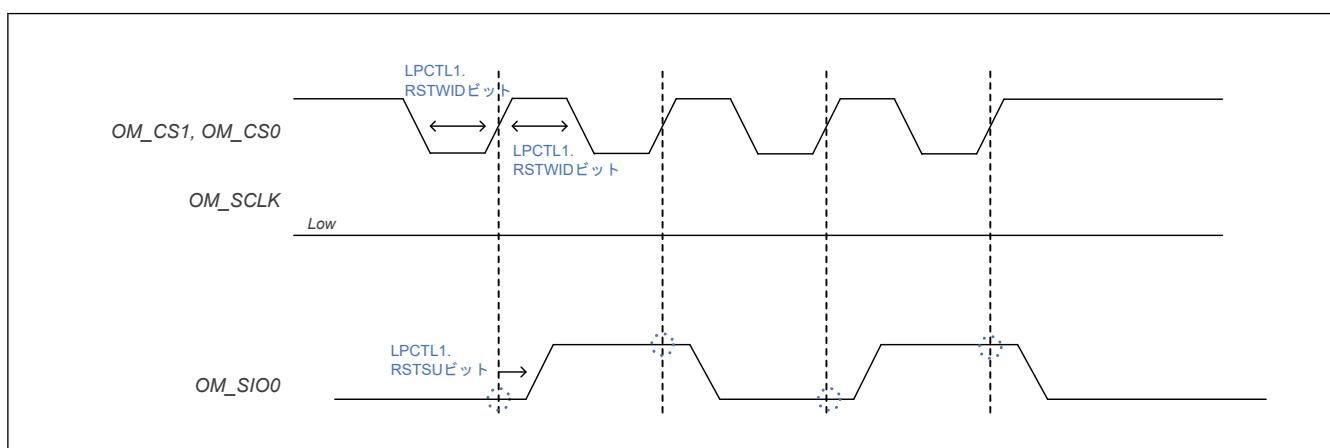 LPCTL1.
RSTWIDビット
OM_CS1, OM_CS0
LPCTL1.
RSTWIDビット
OM_SCLK
Low
LPCTL1.
RSTSUビット
OM_SIO0